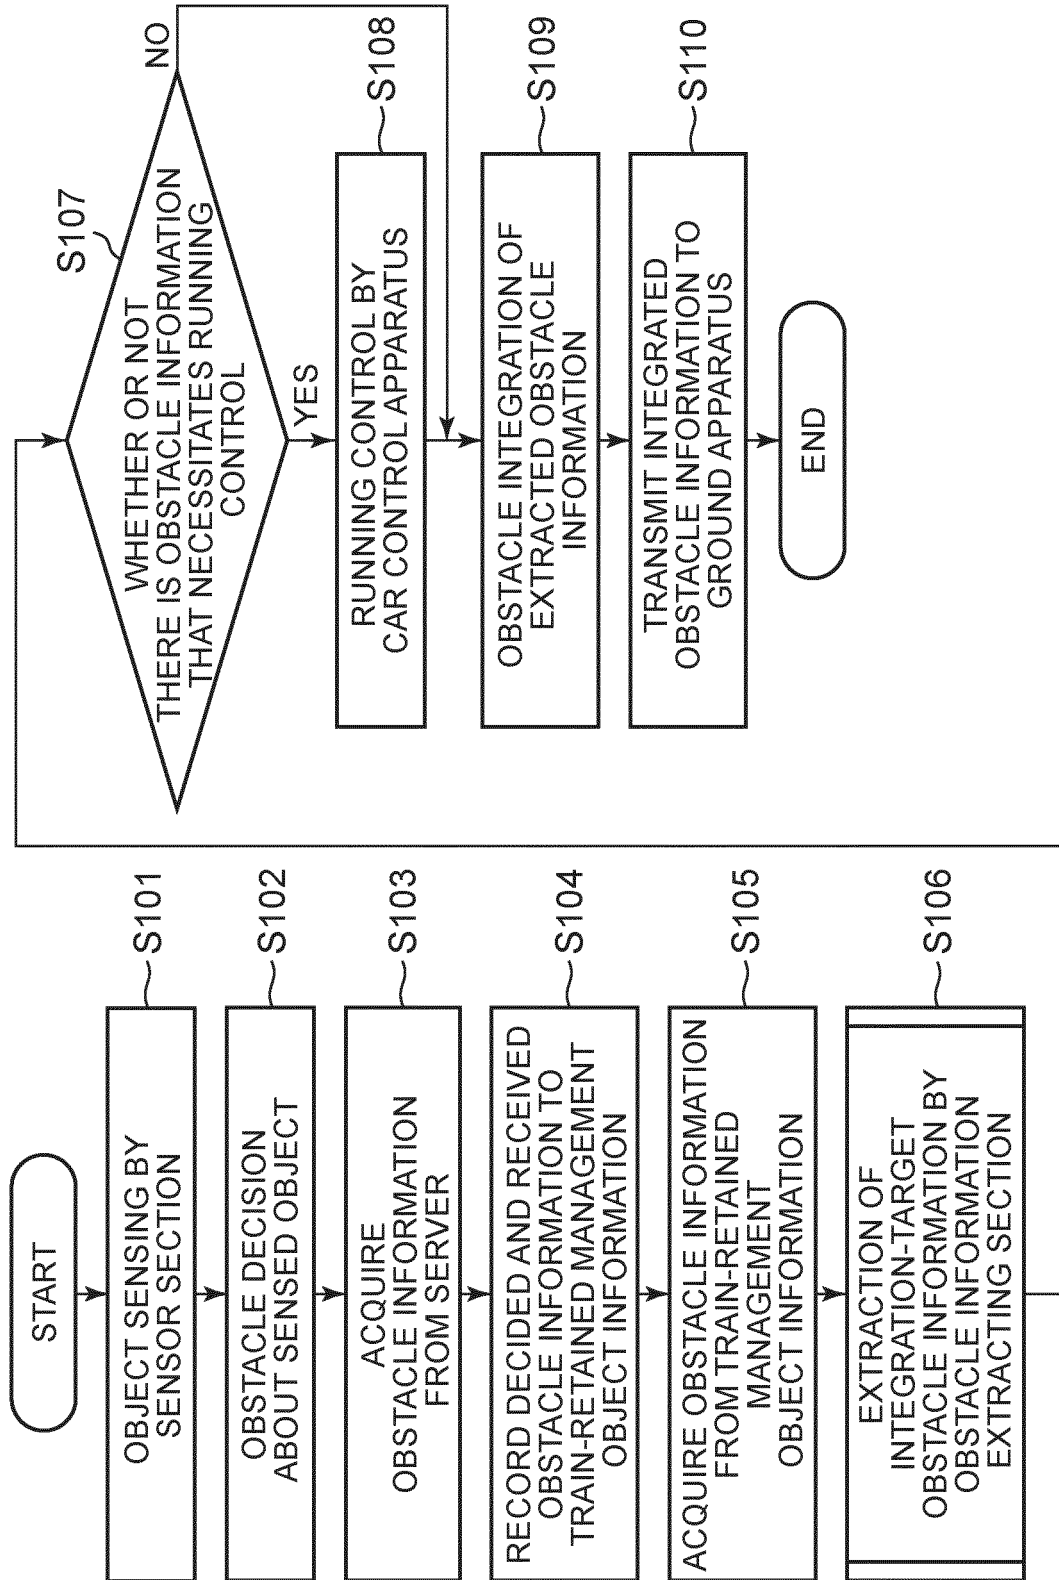 START
OBJECT SENSING BY
SENSOR SECTION
S101
OBSTACLE DECISION
ABOUT SENSED OBJECT
S102
ACQUIRE
OBSTACLE INFORMATION
FROM SERVER
S103
RECORD DECIDED AND RECEIVED
OBSTACLE INFORMATION TO
TRAIN-RETAINED MANAGEMENT
OBJECT INFORMATION
S104
ACQUIRE OBSTACLE INFORMATION
FROM TRAIN-RETAINED
MANAGEMENT
OBJECT INFORMATION
S105
EXTRACTION OF
INTEGRATION-TARGET
OBSTACLE INFORMATION BY
OBSTACLE INFORMATION
EXTRACTING SECTION
S106
S107
WHETHER OR NOT
THERE IS OBSTACLE INFORMATION
THAT NECESSITATES RUNNING
CONTROL
NO
YES
RUNNING CONTROL BY
CAR CONTROL APPARATUS
S108
OBSTACLE INTEGRATION OF
EXTRACTED OBSTACLE
INFORMATION
S109
TRANSMIT INTEGRATED
OBSTACLE INFORMATION TO
GROUND APPARATUS
S110
END